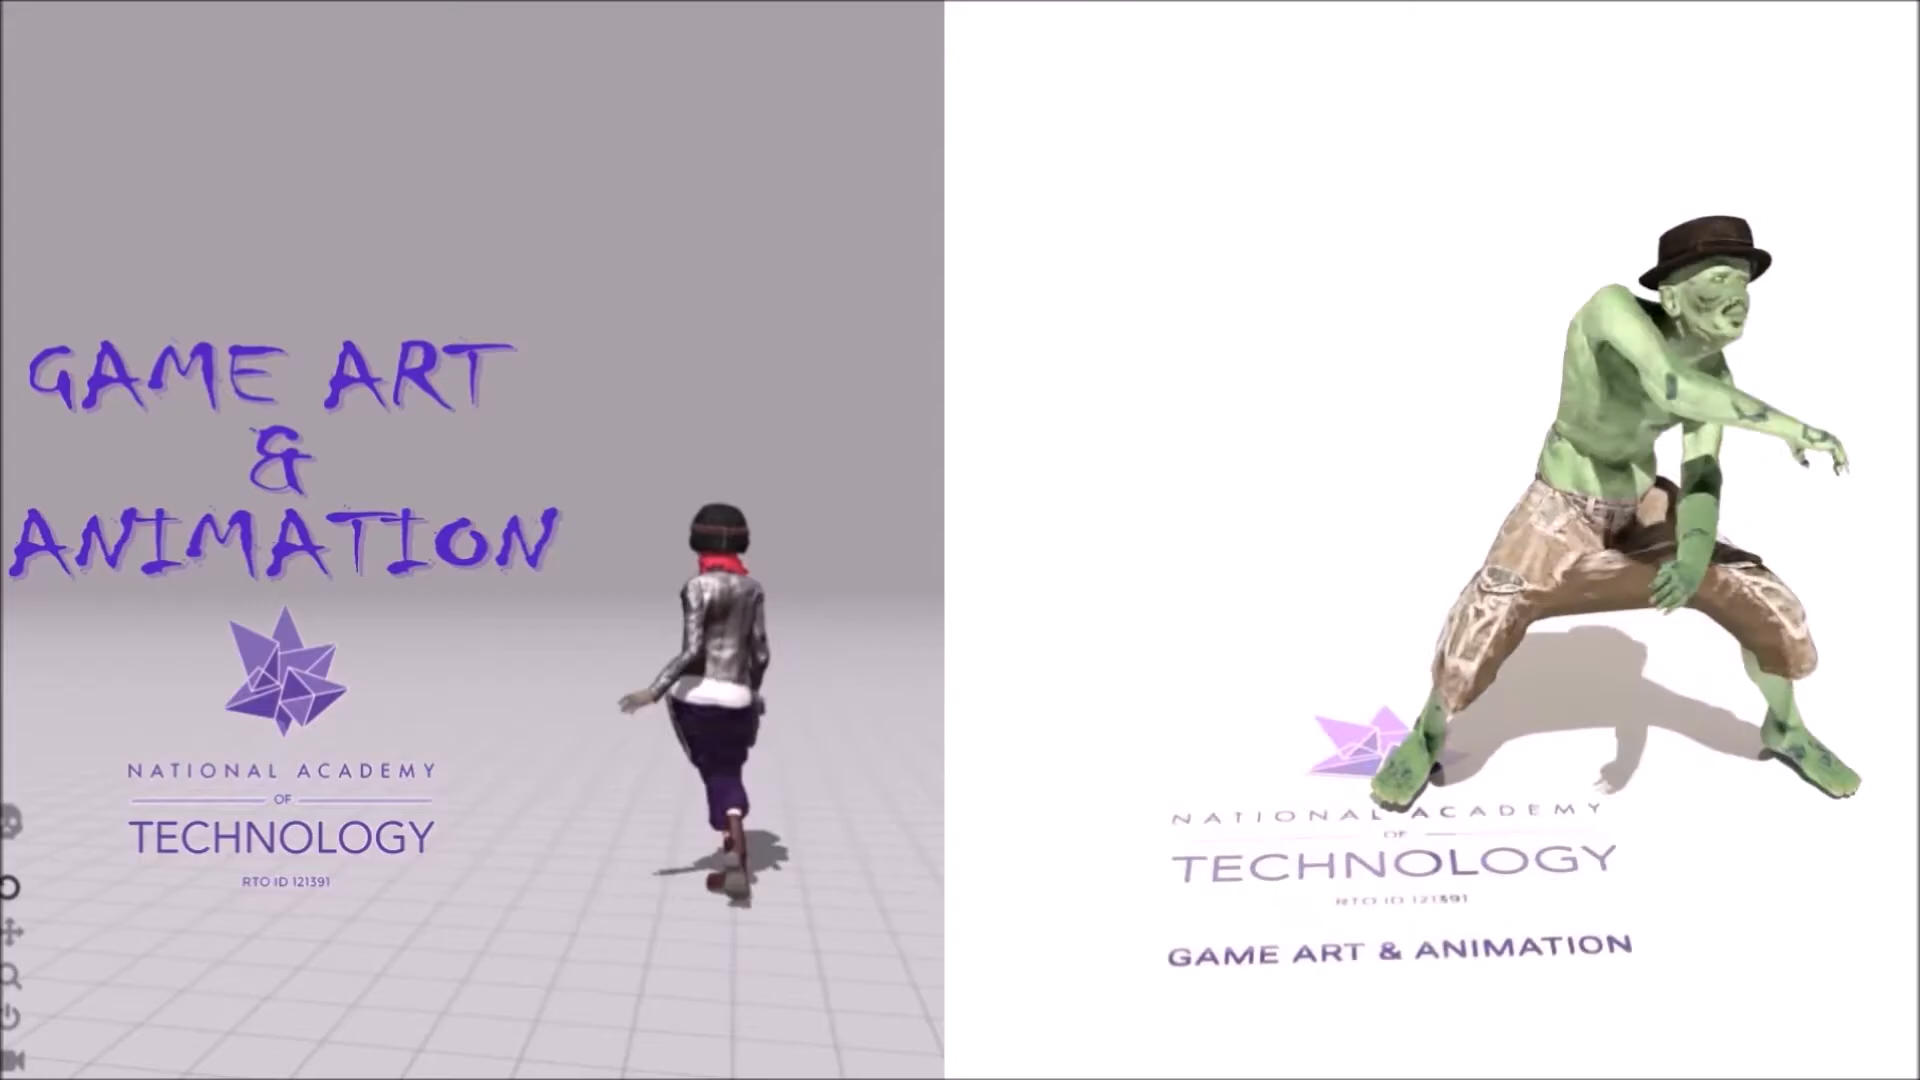 GAME ART
&
ANIMATION
NATIONAL ACADEMY
OF
TECHNOLOGY
RTO ID 121391
NATIONAL ACADEMY
OF
TECHNOLOGY
RTO ID 121391
GAME ART & ANIMATION